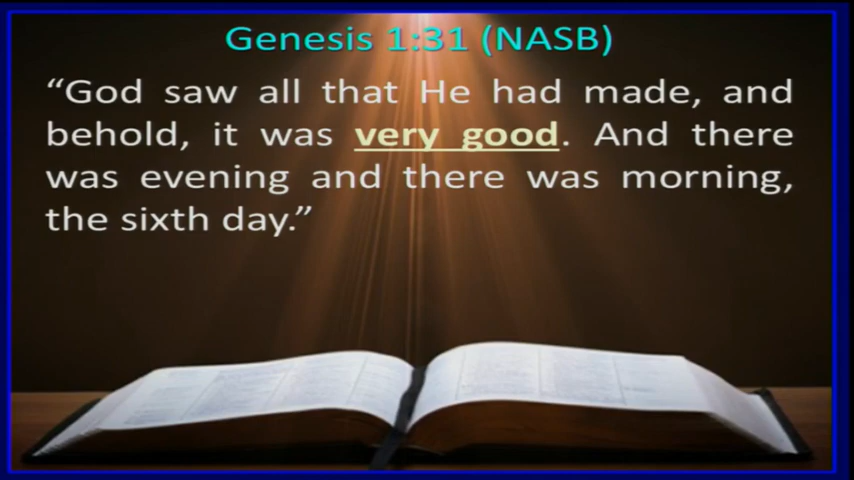 Genesis 1:31 (NASB)
“God saw all that He had made, and
behold, it was very good. And there
was evening and there was morning,
the sixth day.”